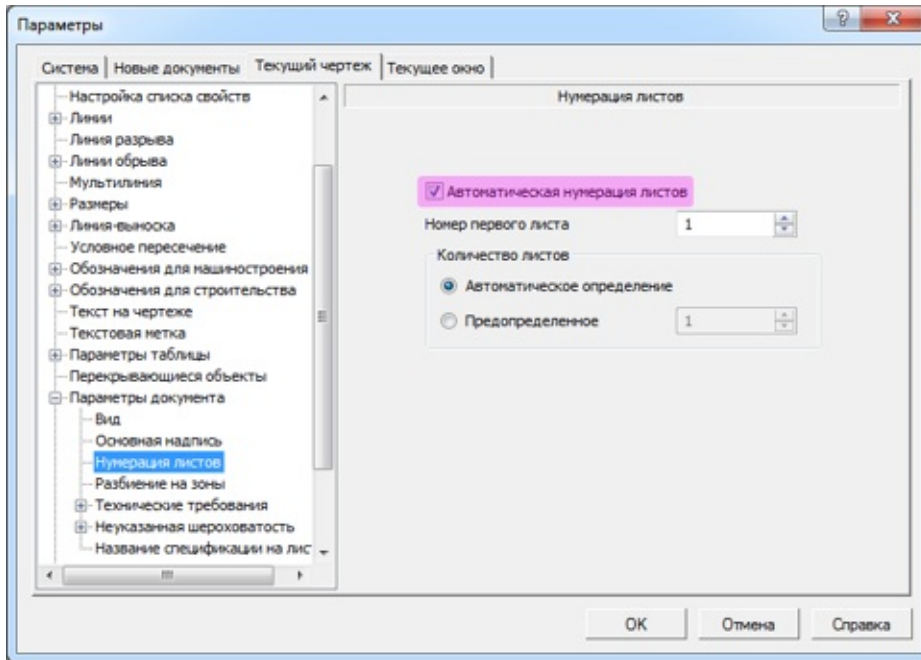 Параметры
Система Новые документы Текущий чертеж Текущее окно
Настройка списка свойств
Линии
Линия разрыва
Линии обрыва
Мультилиния
Размеры
Линия-выноска
Условное пересечение
Обозначения для машиностроения
Обозначения для строительства
Текст на чертеже
Текстовая метка
Параметры таблицы
Перекрывающиеся объекты
Параметры документа
Вид
Основная надпись
Нумерация листов
Разбиение на зоны
Технические требования
Неуказанная шероховатость
Название спецификации на лис
Нумерация листов
Автоматическая нумерация листов
Номер первого листа 1
Количество листов
Автоматическое определение
Предопределенное 1
OK Отмена Справка